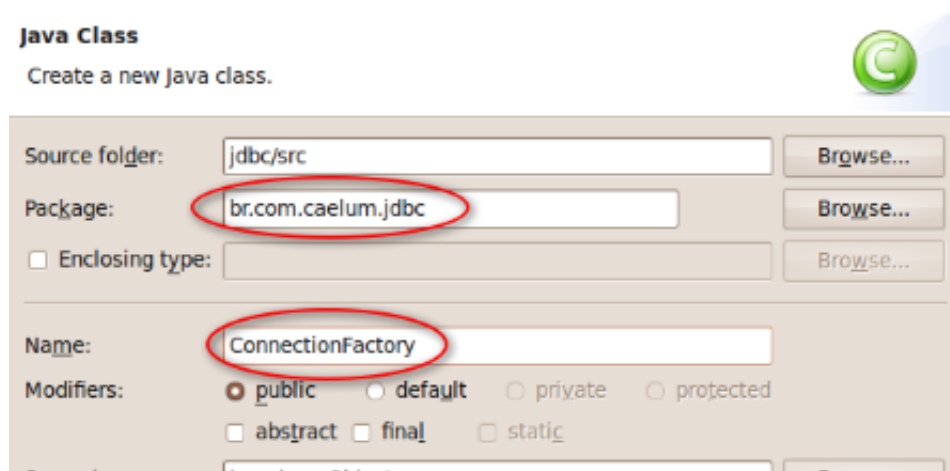 Java Class
Create a new Java class.
Source folder: jdbc/src Browse...
Package: br.com.caelum.jdbc Browse...
Enclosing type: Browse...
Name: ConnectionFactory
Modifiers: public default private protected
abstract final static